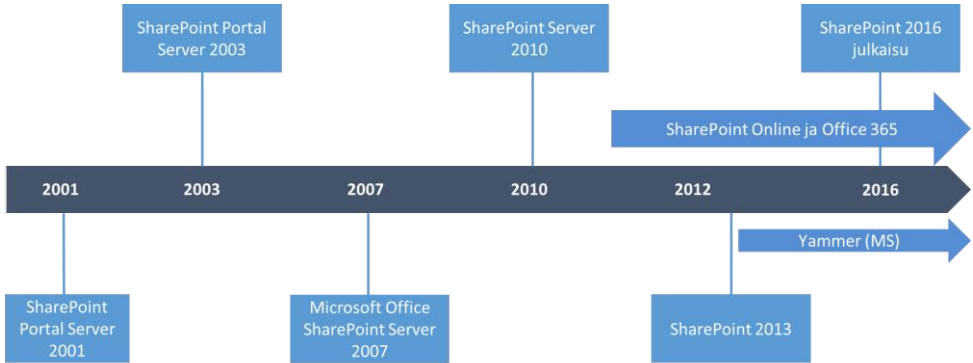 SharePoint Portal
Server 2003
SharePoint Server
2010
SharePoint 2016
julkaisu
SharePoint Online ja Office 365
2001
2003
2007
2010
2012
2016
Yammer (MS)
SharePoint
Portal Server
2001
Microsoft Office
SharePoint Server
2007
SharePoint 2013